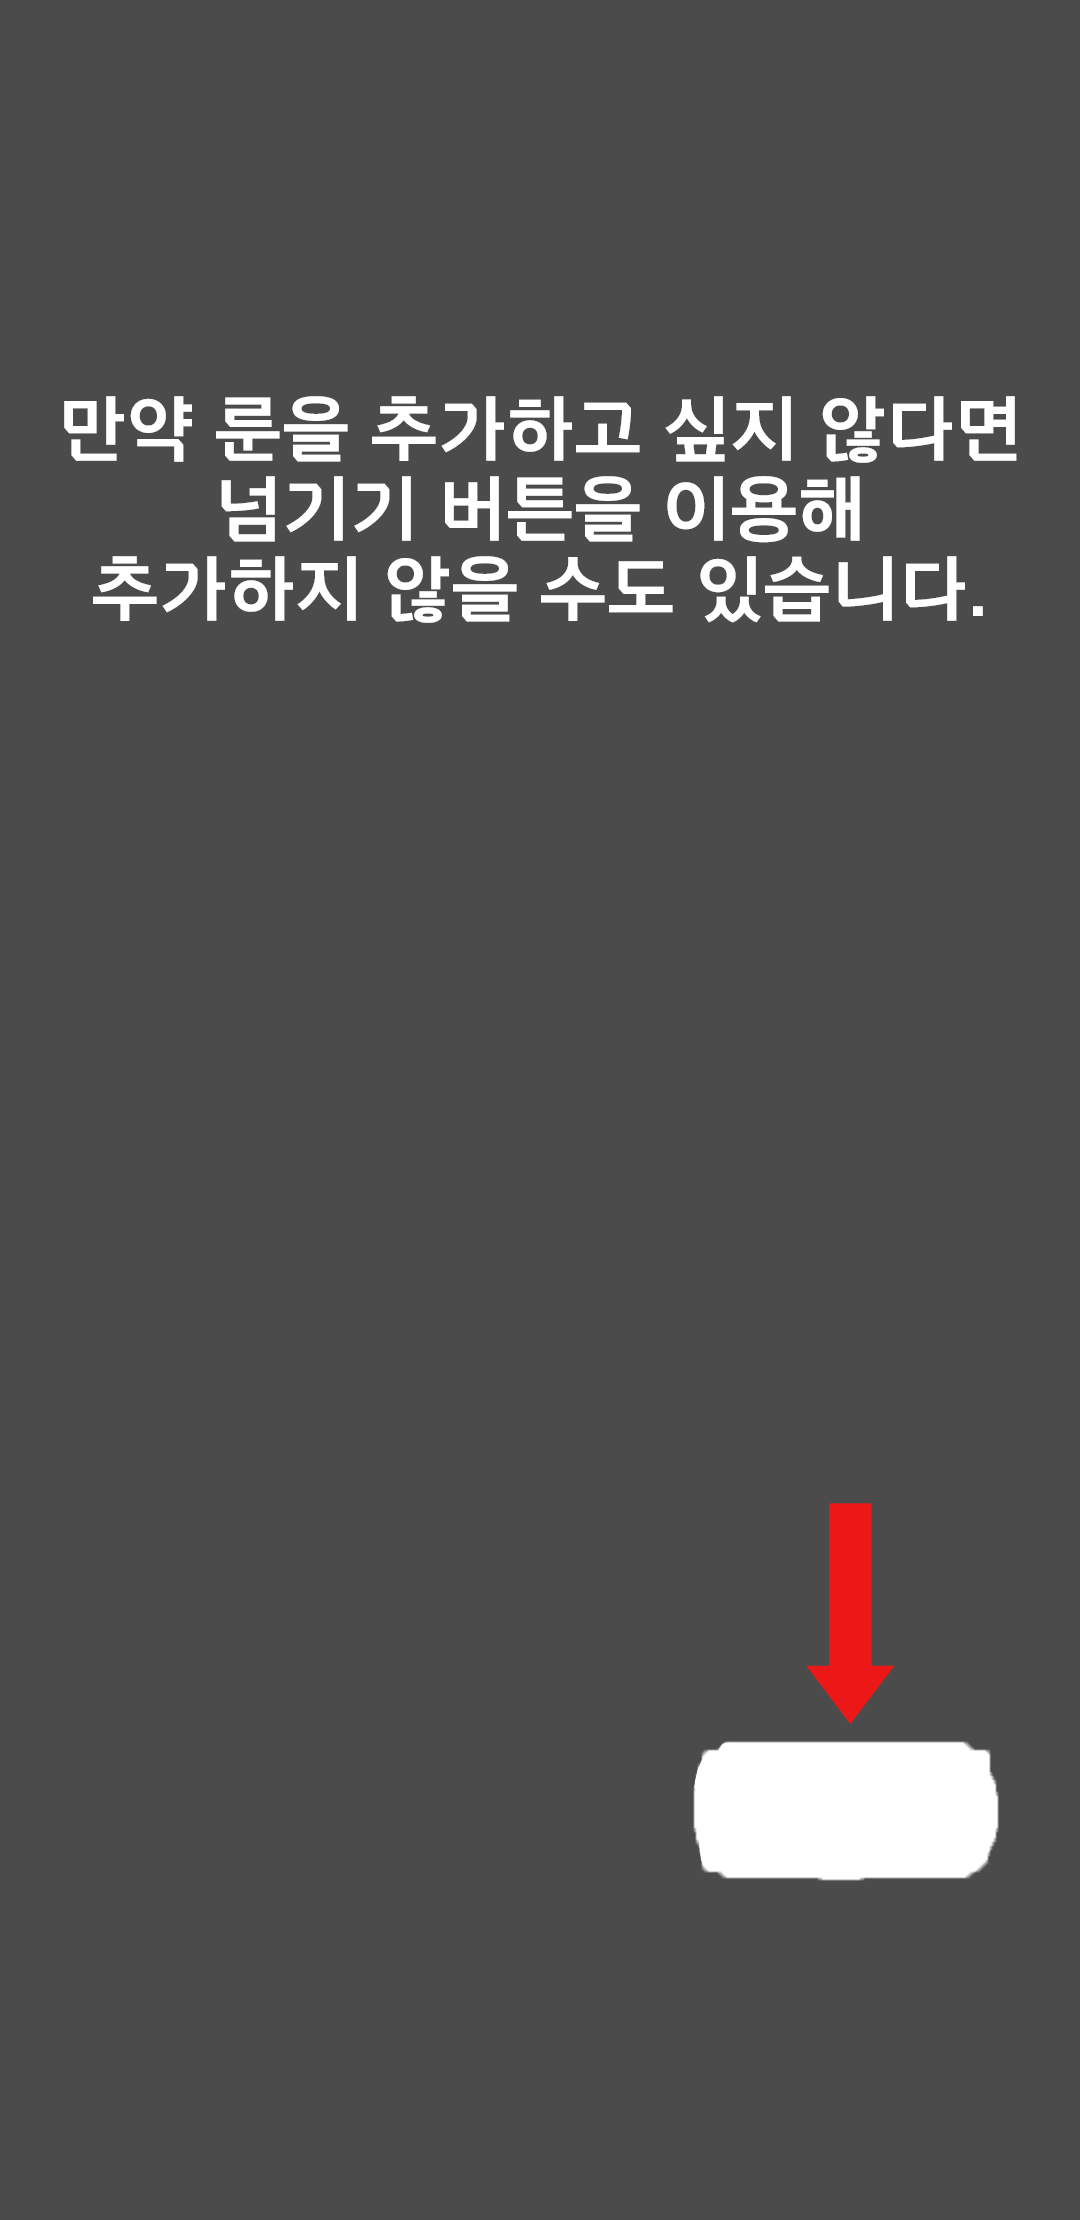 만약 룬을 추가하고 싶지 않다면
넘기기 버튼을 이용해
추가하지 않을 수도 있습니다.